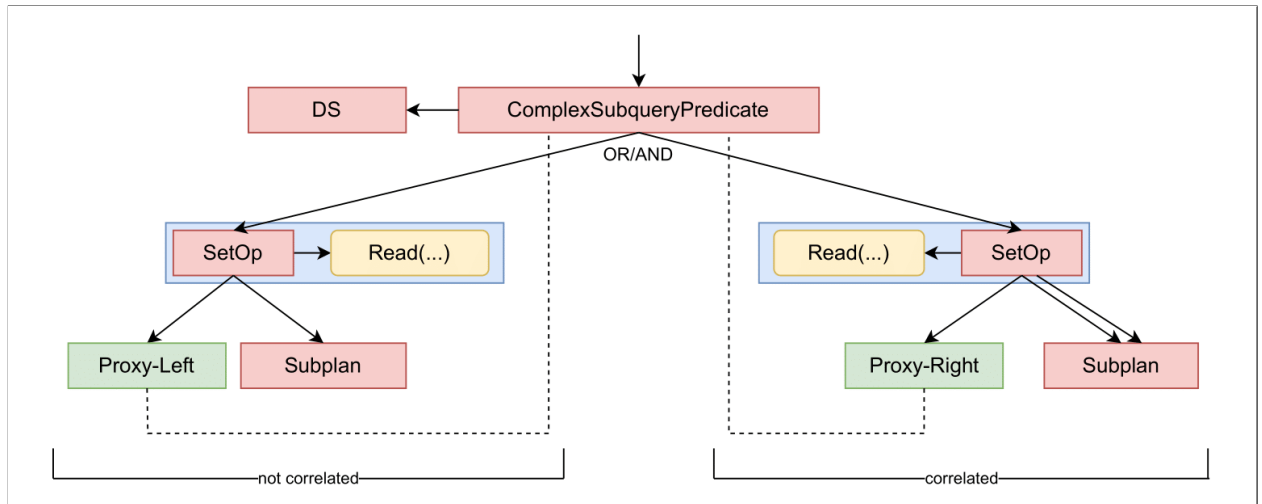 DS
ComplexSubqueryPredicate
OR/AND
SetOp
Read(...)
Read(...)
SetOp
Proxy-Left
Subplan
Proxy-Right
Subplan
not correlated
correlated